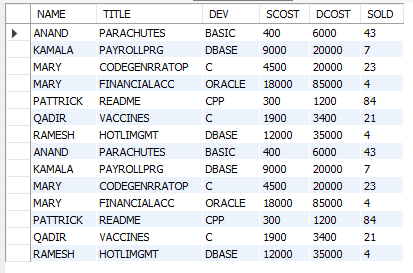 NAME TITLE DEV SCOST DCOST SOLD
ANAND PARACHUTES BASIC 400 6000 43
KAMALA PAYROLLPRG DBASE 9000 20000 7
MARY CODEGENRRATOP C 4500 20000 23
MARY FINANCIALACC ORACLE 18000 85000 4
PATTRICK README CPP 300 1200 84
QADIR VACCINES C 1900 3400 21
RAMESH HOTLIMGMT DBASE 12000 35000 4
ANAND PARACHUTES BASIC 400 6000 43
KAMALA PAYROLLPRG DBASE 9000 20000 7
MARY CODEGENRRATOP C 4500 20000 23
MARY FINANCIALACC ORACLE 18000 85000 4
PATTRICK README CPP 300 1200 84
QADIR VACCINES C 1900 3400 21
RAMESH HOTLIMGMT DBASE 12000 35000 4